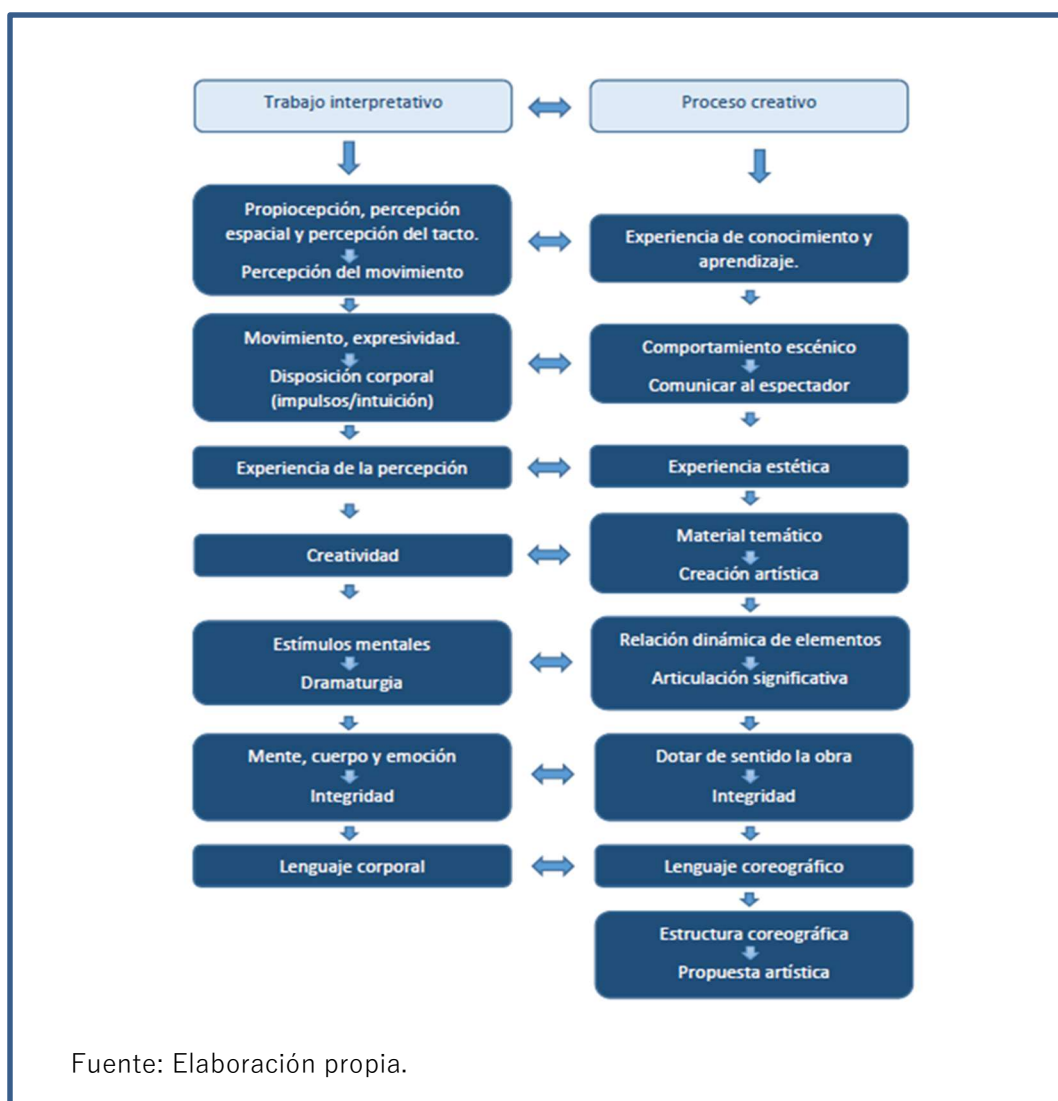 Trabajo interpretativo
Proceso creativo
Propiocepción, percepción
espacial y percepción del tacto.
Percepción del movimiento
Experiencia de conocimiento y
aprendizaje.
Movimiento, expresividad.
Disposición corporal
(impulsos/intuición)
Comportamiento escénico
Comunicar al espectador
Experiencia de la percepción
Experiencia estética
Creatividad
Material temático
Creación artística
Estímulos mentales
Dramaturgia
Relación dinámica de elementos
Articulación significativa
Mente, cuerpo y emoción
Integridad
Dotar de sentido la obra
Integridad
Lenguaje corporal
Lenguaje coreográfico
Estructura coreográfica
Propuesta artística
Fuente: Elaboración propia.